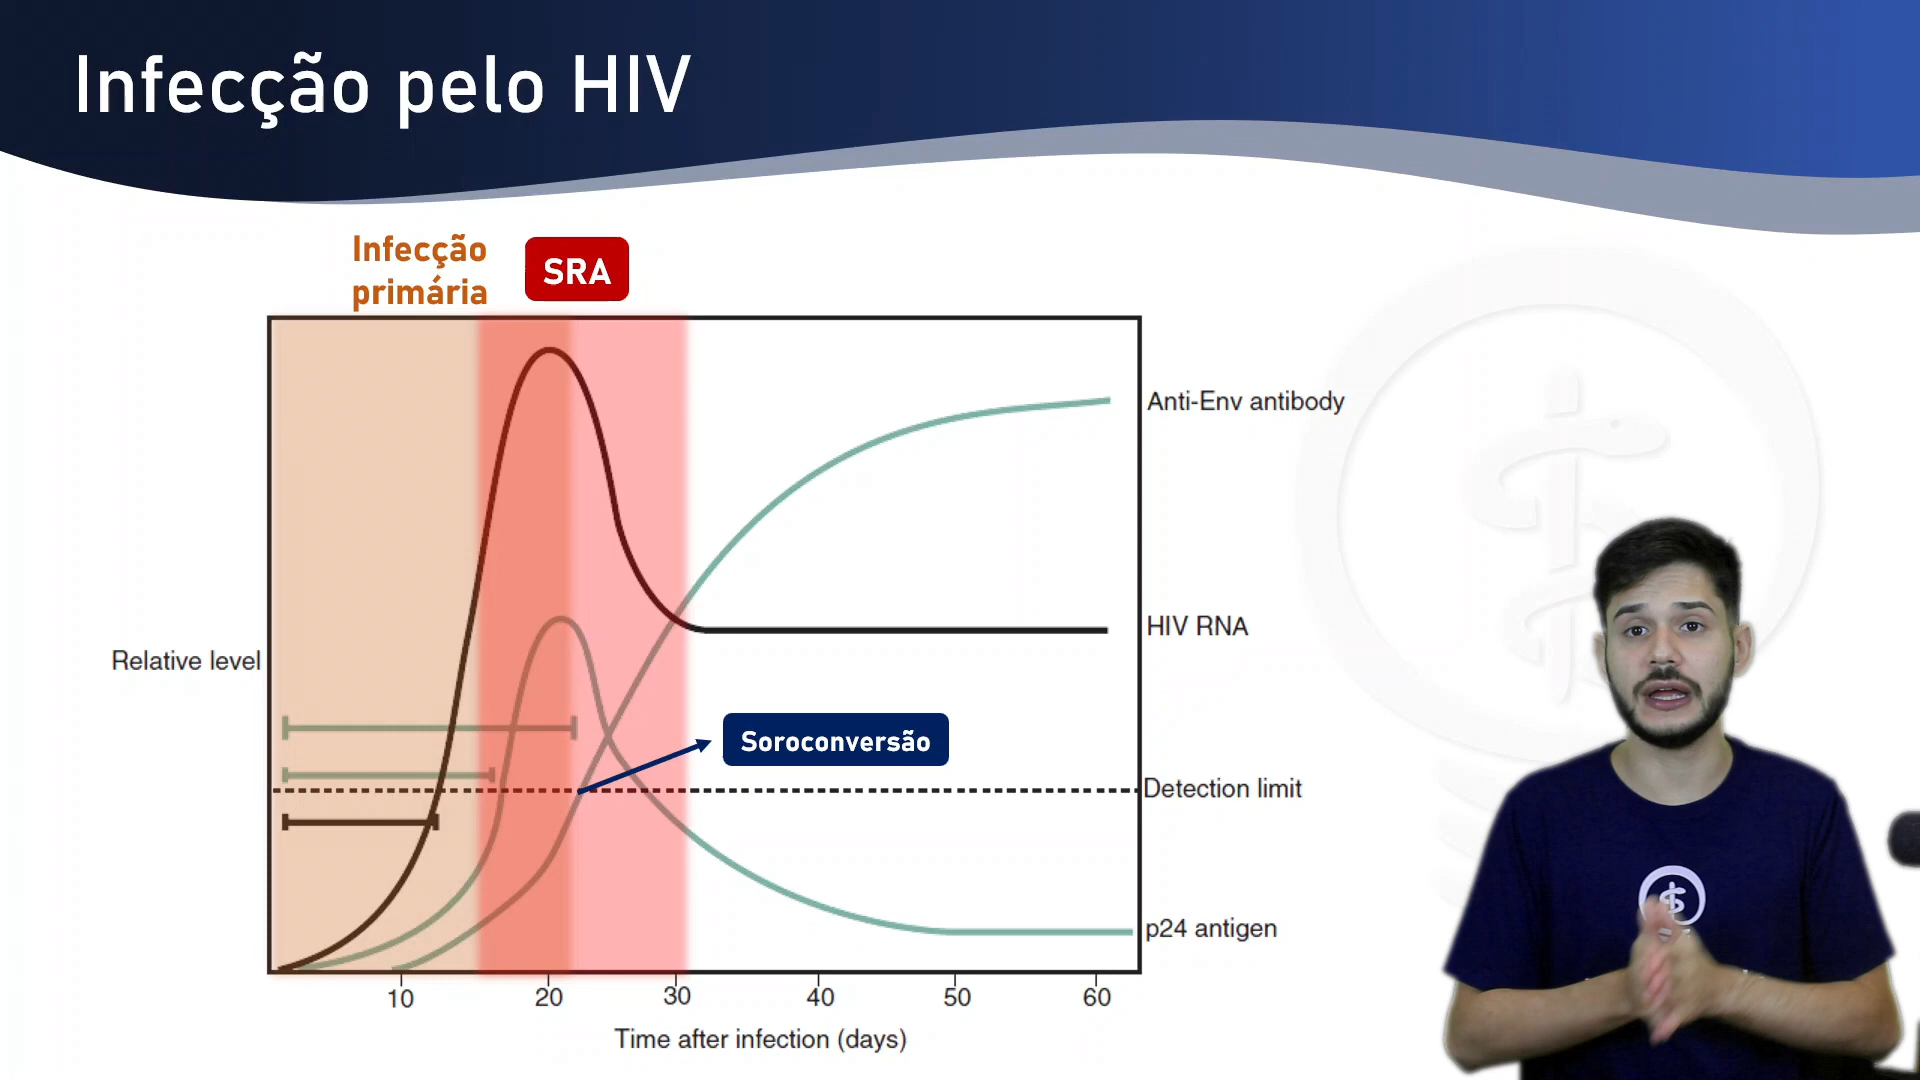 Infecção pelo HIV
Infecção
primária
SRA
Anti-Env antibody
HIV RNA
Relative level
Soroconversão
Detection limit
p24 antigen
10 20 30 40 50 60
Time after infection (days)